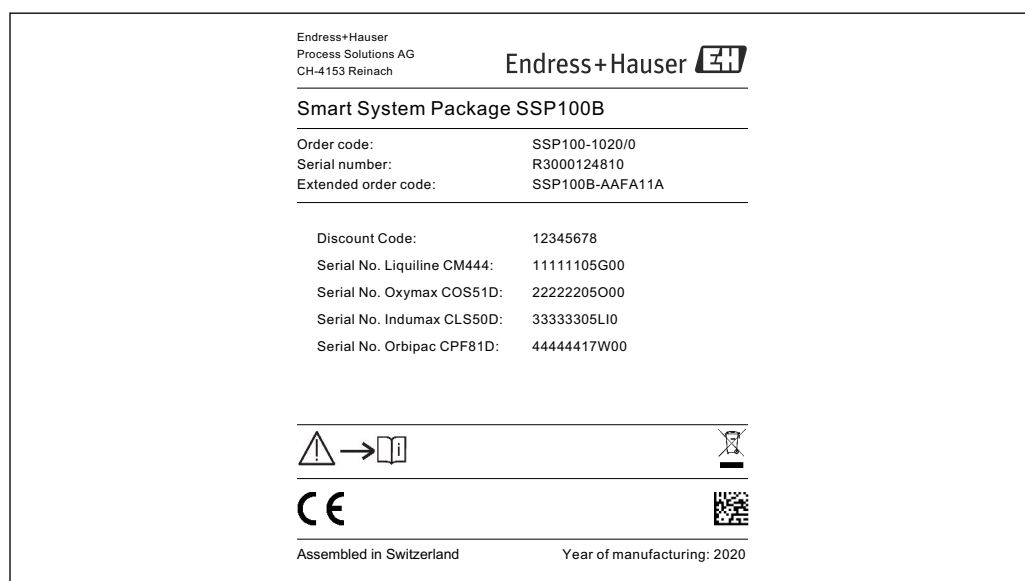 Endress+Hauser
Process Solutions AG
CH-4153 Reinach
Endress+Hauser EH
Smart System Package SSP100B
Order code: SSP100-1020/0
Serial number: R3000124810
Extended order code: SSP100B-AAFA11A
Discount Code: 12345678
Serial No. Liquiline CM444: 11111105G00
Serial No. Oxymax COS51D: 22222205O00
Serial No. Indumax CLS50D: 33333305LI0
Serial No. Orbipac CPF81D: 44444417W00
i
CE
Assembled in Switzerland Year of manufacturing: 2020